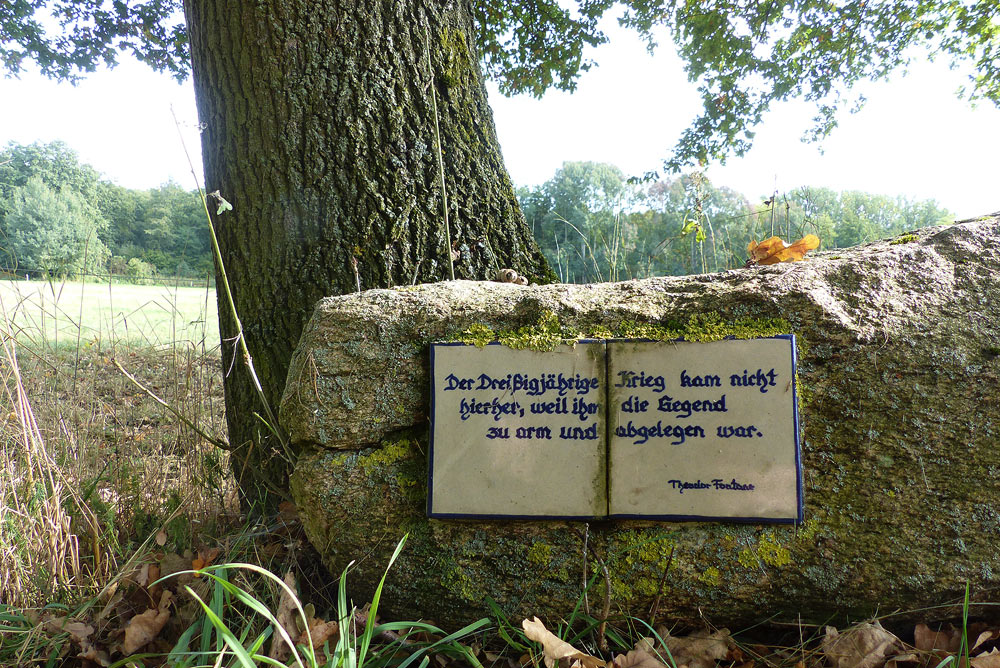 Der Dreißigjährige Krieg kam nicht
hierher, weil ihm die Gegend
zu arm und abgelegen war.
Theodor Fontane